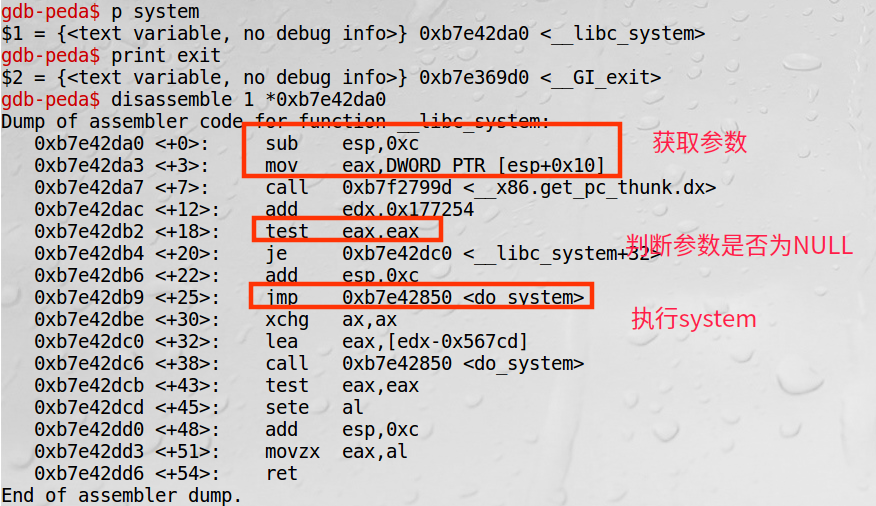 gdb-peda$ p system
$1 = {<text variable, no debug info>} 0xb7e42da0 <__libc_system>
gdb-peda$ print exit
$2 = {<text variable, no debug info>} 0xb7e369d0 <__GI_exit>
gdb-peda$ disassemble 1 *0xb7e42da0
Dump of assembler code for function __libc_system:
0xb7e42da0 <+0>: sub esp,0xc
获取参数
0xb7e42da3 <+3>: mov eax,DWORD PTR [esp+0x10]
0xb7e42da7 <+7>: call 0xb7f2799d <__x86.get_pc_thunk.dx>
0xb7e42dac <+12>: add edx,0x177254
0xb7e42db2 <+18>: test eax,eax
判断参数是否为NULL
0xb7e42db4 <+20>: je 0xb7e42dc0 <__libc_system+32>
0xb7e42db6 <+22>: add esp,0xc
0xb7e42db9 <+25>: jmp 0xb7e42850 <do_system>
执行system
0xb7e42dbe <+30>: xchg ax,ax
0xb7e42dc0 <+32>: lea eax,[edx-0x567cd]
0xb7e42dc6 <+38>: call 0xb7e42850 <do_system>
0xb7e42dcb <+43>: test eax,eax
0xb7e42dcd <+45>: sete al
0xb7e42dd0 <+48>: add esp,0xc
0xb7e42dd3 <+51>: movzx eax,al
0xb7e42dd6 <+54>: ret
End of assembler dump.